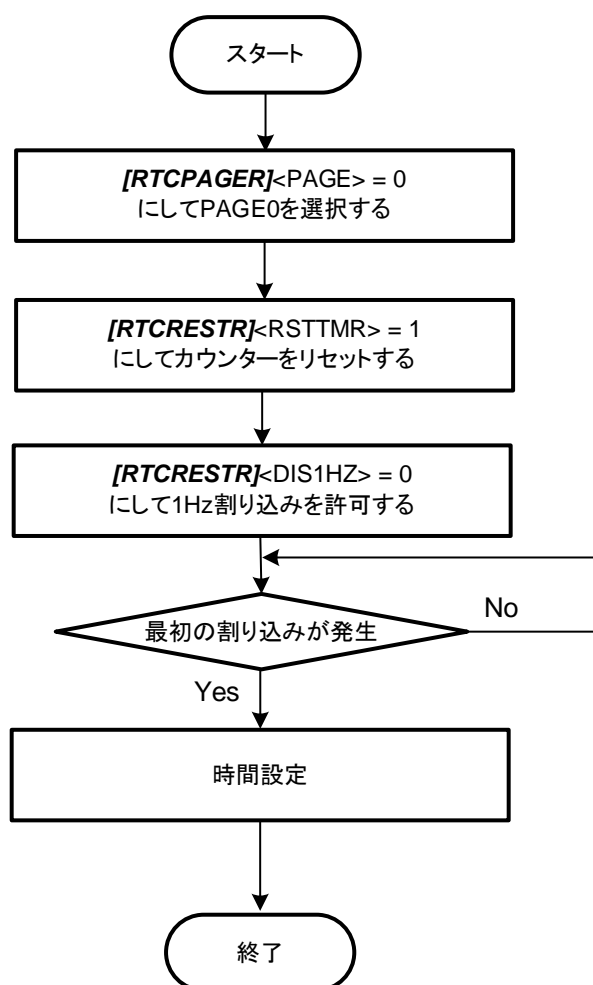 スタート
[RTCPAGER]<PAGE> = 0
にしてPAGE0を選択する
[RTCRESTR]<RSTTMR> = 1
にしてカウンターをリセットする
[RTCRESTR]<DIS1HZ> = 0
にして1Hz割り込みを許可する
最初の割り込みが発生
No
Yes
時間設定
終了